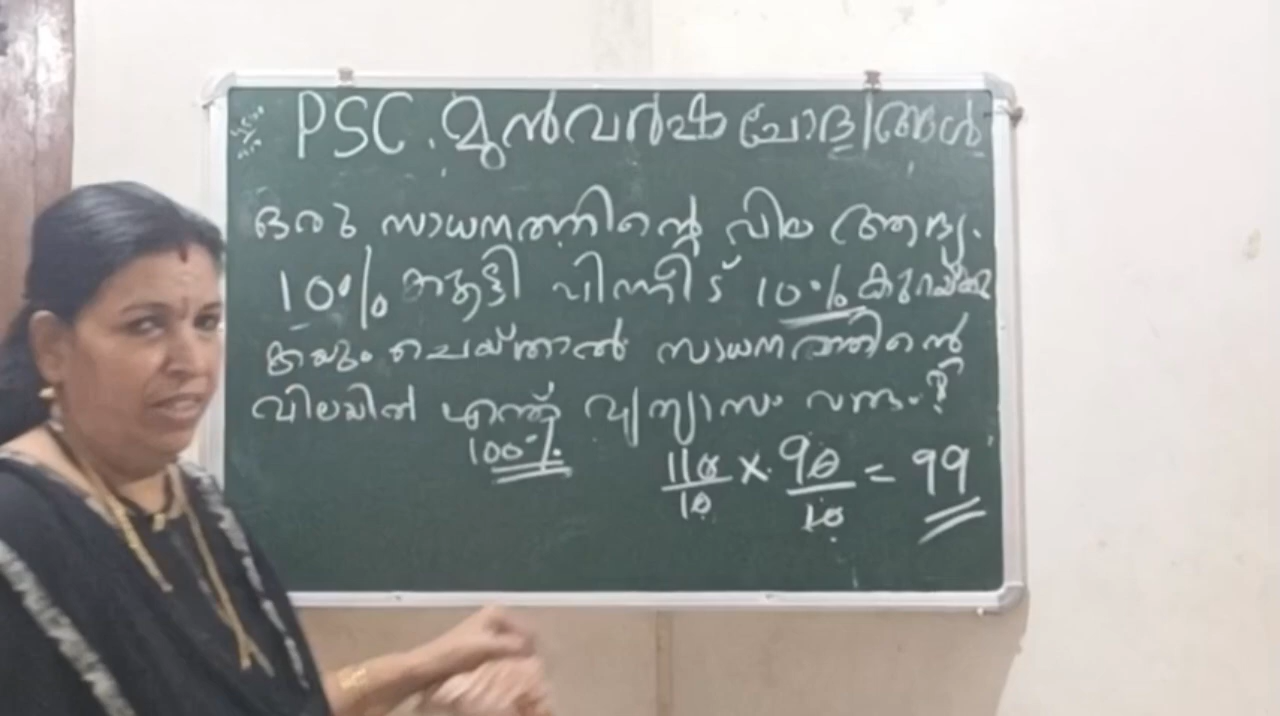 PSC. മുൻവർഷ ചോദ്യങ്ങൾ
ഒരു സാധനത്തിന്റെ വില ആദ്യം
10% കൂട്ടി പിന്നീട് 10% കുറയ്ക്കു
കയും ചെയ്താൽ സാധനത്തിന്റെ
വിലയിൽ എന്ത് വ്യത്യാസം വരും?
100%
110/10 × 90/10 = 99